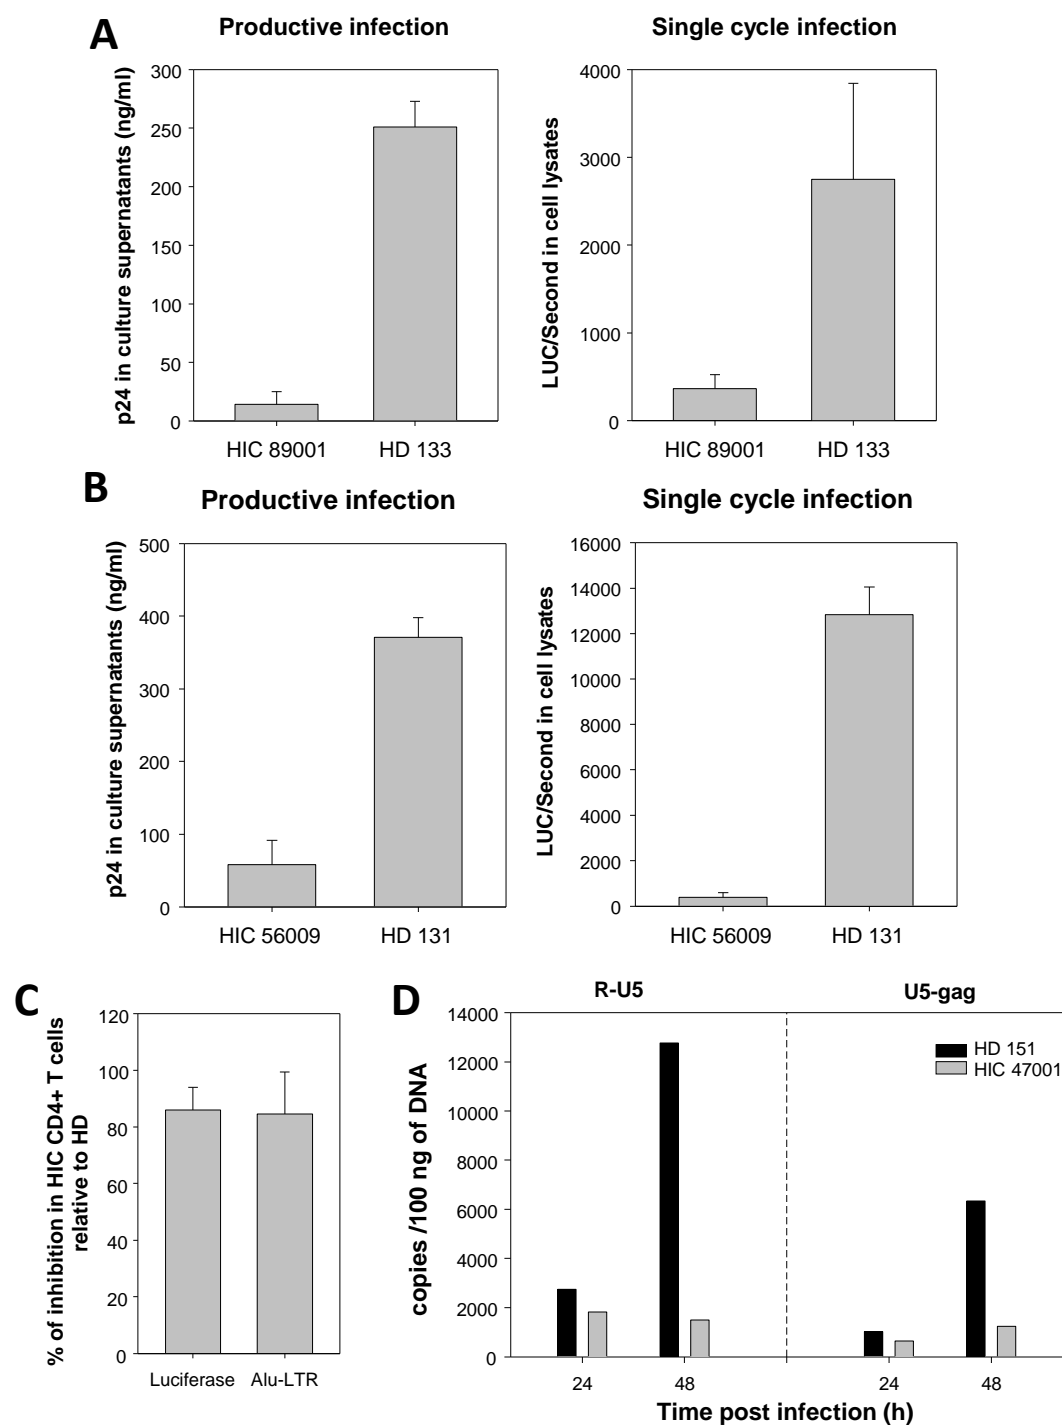 A
Productive infection
Single cycle infection
p24 in culture supernatants (ng/ml)
300
250
200
150
100
50
0
HIC 89001
HD 133
LUC/Second in cell lysates
4000
3000
2000
1000
0
HIC 89001
HD 133
B
Productive infection
Single cycle infection
p24 in culture supernatants (ng/ml)
500
400
300
200
100
0
HIC 56009
HD 131
LUC/Second in cell lysates
16000
14000
12000
10000
8000
6000
4000
2000
0
HIC 56009
HD 131
C
% of inhibition in HIC CD4+ T cells
relative to HD
120
100
80
60
40
20
0
Luciferase
Alu-LTR
D
R-U5
U5-gag
copies /100 ng of DNA
14000
12000
10000
8000
6000
4000
2000
0
HD 151
HIC 47001
24
48
24
48
Time post infection (h)